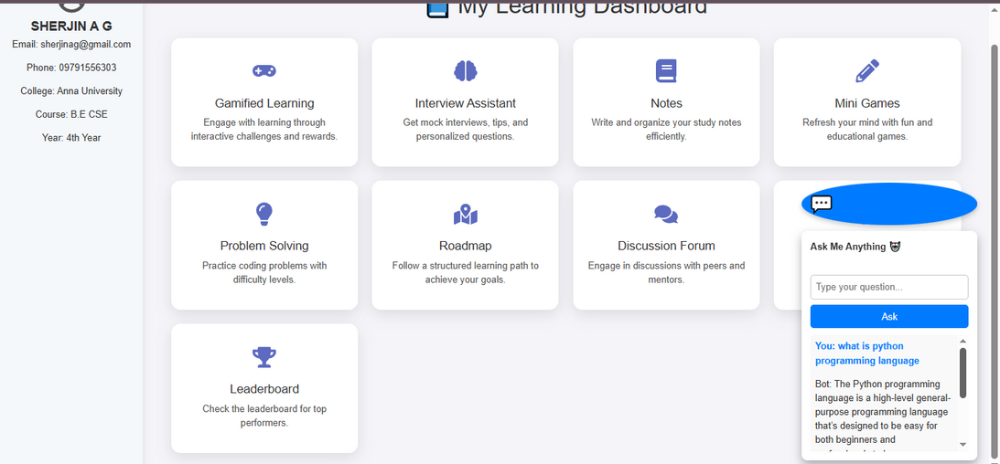 My Learning Dashboard
SHERJIN A G
Email: sherjinag@gmail.com
Phone: 09791556303
College: Anna University
Course: B.E CSE
Year: 4th Year
Gamified Learning
Engage with learning through
interactive challenges and rewards.
Interview Assistant
Get mock interviews, tips, and
personalized questions.
Notes
Write and organize your study notes
efficiently.
Mini Games
Refresh your mind with fun and
educational games.
Problem Solving
Practice coding problems with
difficulty levels.
Roadmap
Follow a structured learning path to
achieve your goals.
Discussion Forum
Engage in discussions with peers and
mentors.
Leaderboard
Check the leaderboard for top
performers.
Ask Me Anything
Type your question...
Ask
You: what is python
programming language
Bot: The Python programming
language is a high-level general-
purpose programming language
that's designed to be easy for
both beginners and